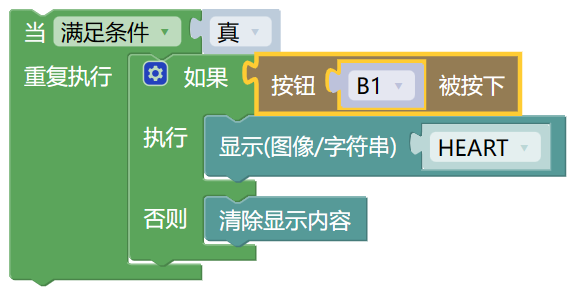 当 满足条件 真
重复执行 如果 按钮 B1 被按下
执行 显示(图像/字符串) HEART
否则 清除显示内容